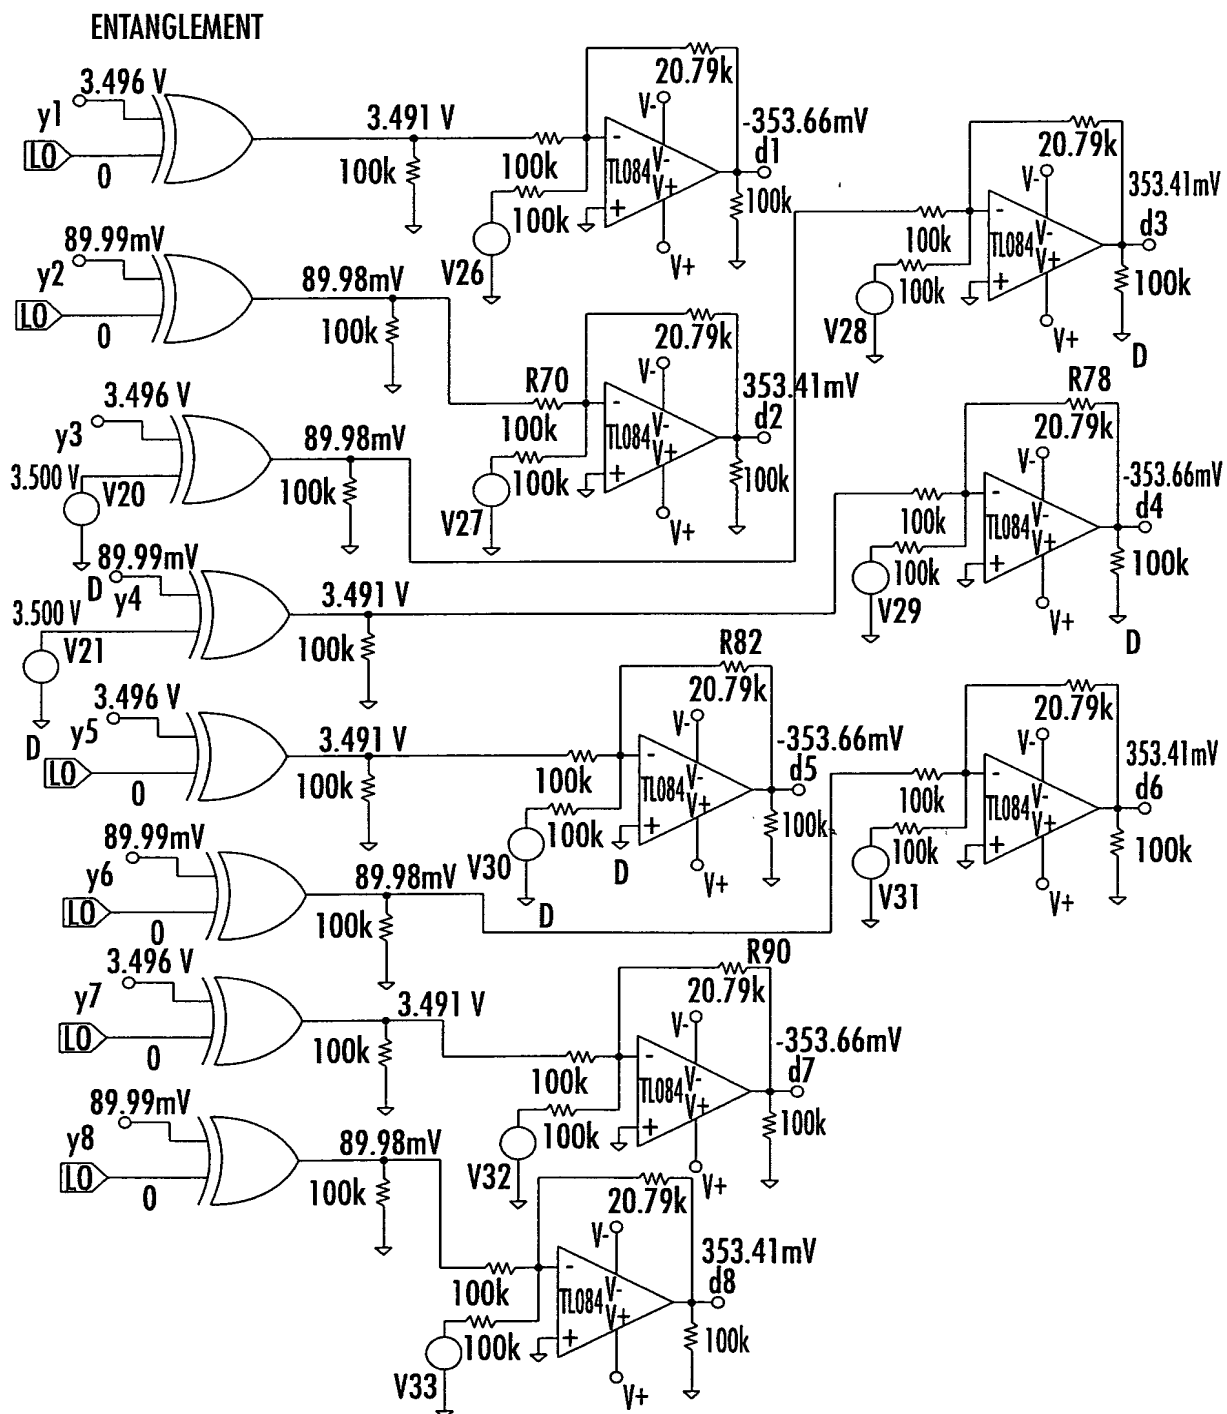 ENTANGLEMENT
3.496 V
y1
LO
0
3.491 V
100k
100k
100k
V26
20.79k
V-
TL084
V-
V+
-
+
V+
-353.66mV
d1
100k
89.99mV
y2
LO
0
89.98mV
100k
R70
100k
100k
V27
20.79k
V-
TL084
V-
V+
-
+
V+
353.41mV
d2
100k
3.496 V
y3
3.500 V
V20
D
89.98mV
100k
100k
100k
V28
20.79k
V-
TL084
V-
V+
-
+
V+
353.41mV
d3
100k
D
89.99mV
y4
3.500 V
V21
D
3.491 V
100k
100k
100k
V29
R78
20.79k
V-
TL084
V-
V+
-
+
V+
-353.66mV
d4
100k
D
3.496 V
y5
LO
0
3.491 V
100k
100k
100k
V30
D
R82
20.79k
V-
TL084
V-
V+
-
+
D
V+
-353.66mV
d5
100k
89.99mV
y6
LO
0
89.98mV
100k
100k
100k
V31
20.79k
V-
TL084
V-
V+
-
+
V+
353.41mV
d6
100k
3.496 V
y7
LO
0
3.491 V
100k
100k
100k
V32
R90
20.79k
V-
TL084
V-
V+
-
+
V+
-353.66mV
d7
100k
89.99mV
y8
LO
0
89.98mV
100k
100k
100k
V33
20.79k
V-
TL084
V-
V+
-
+
V+
353.41mV
d8
100k